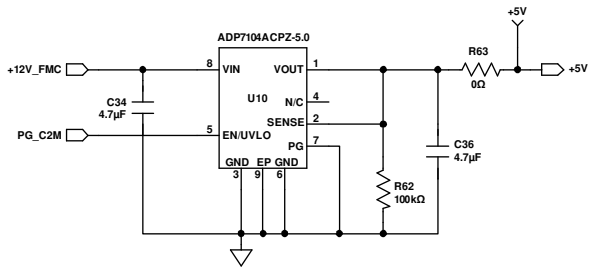 +5V
ADP7104ACPZ-5.0
R63
+12V_FMC
8
VIN
VOUT
1
+5V
0Ω
U10
N/C
4
C34
4.7µF
SENSE
2
PG_C2M
5
EN/UVLO
PG
7
C36
4.7µF
GND
EP
GND
3
9
6
R62
100kΩ